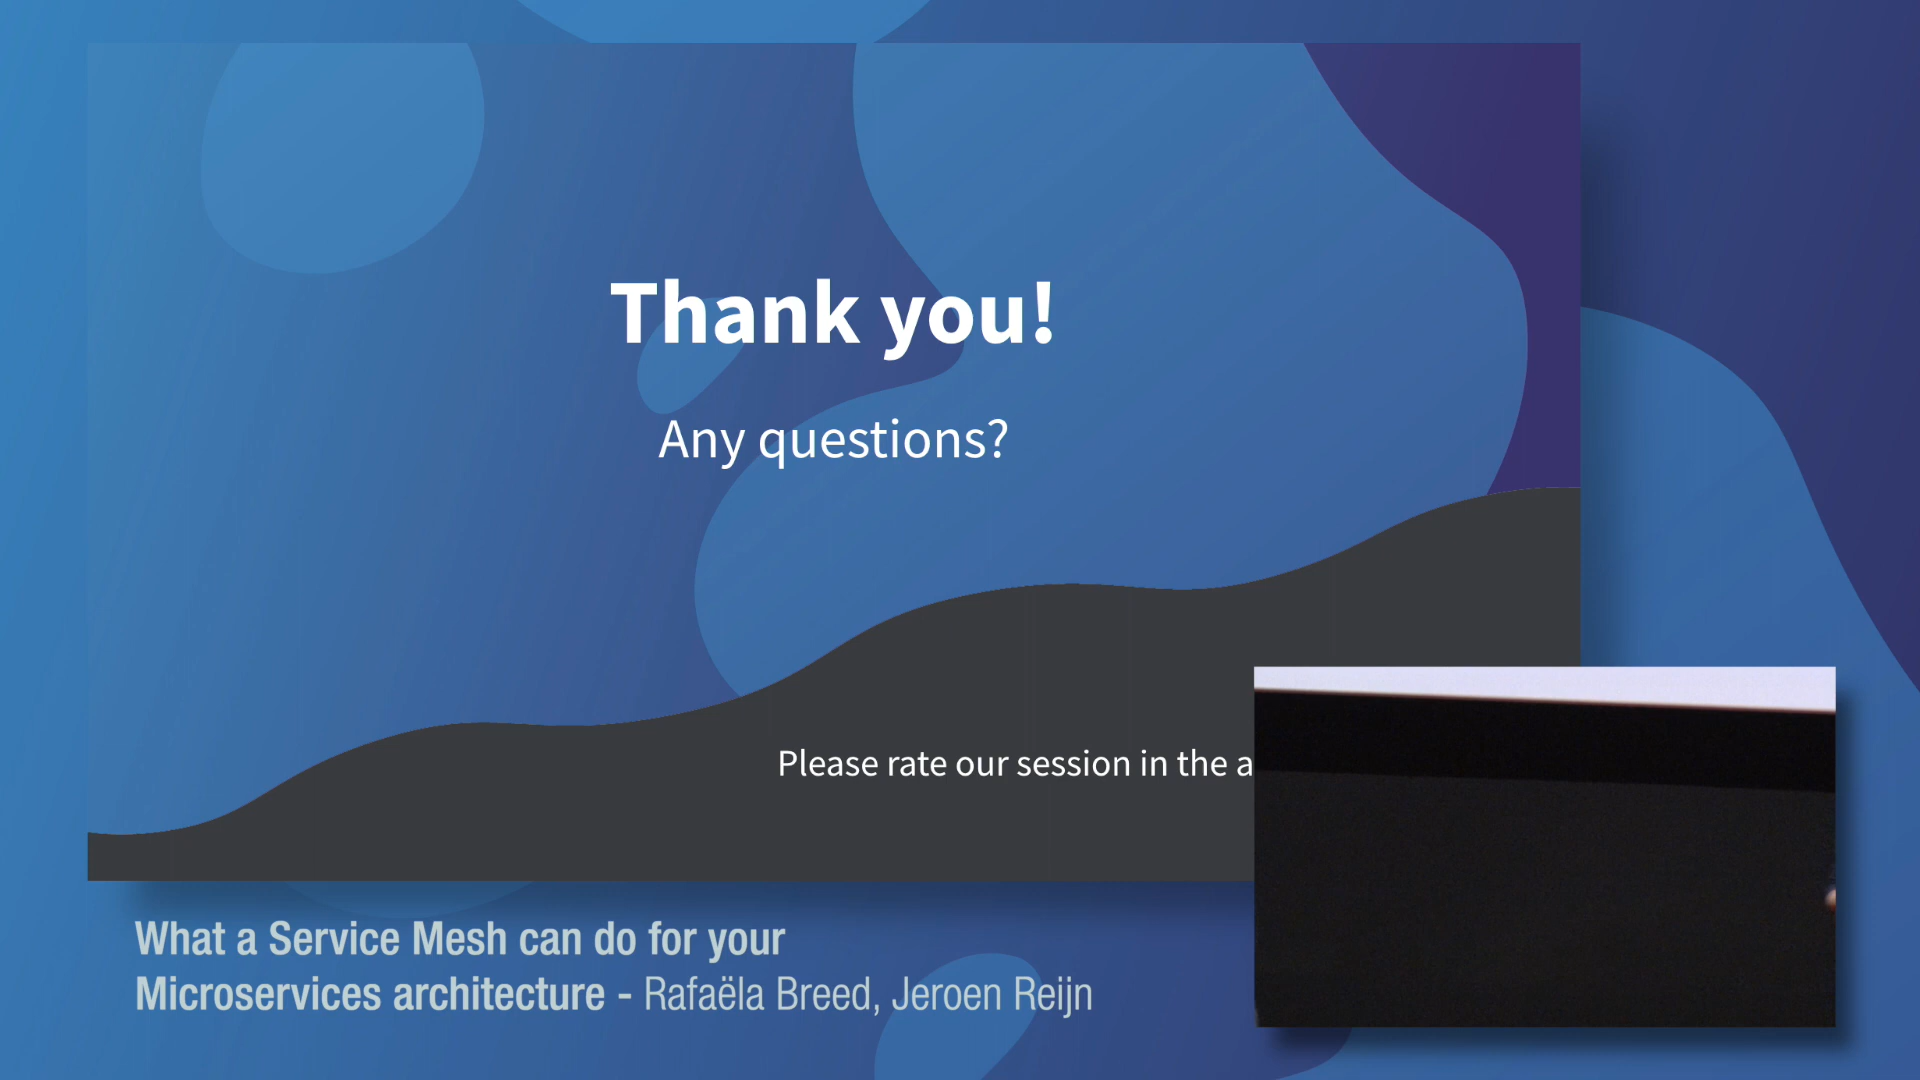 Thank you!
Any questions?
Please rate our session in the
What a Service Mesh can do for your
Microservices architecture - Rafaëla Breed, Jeroen Reijn